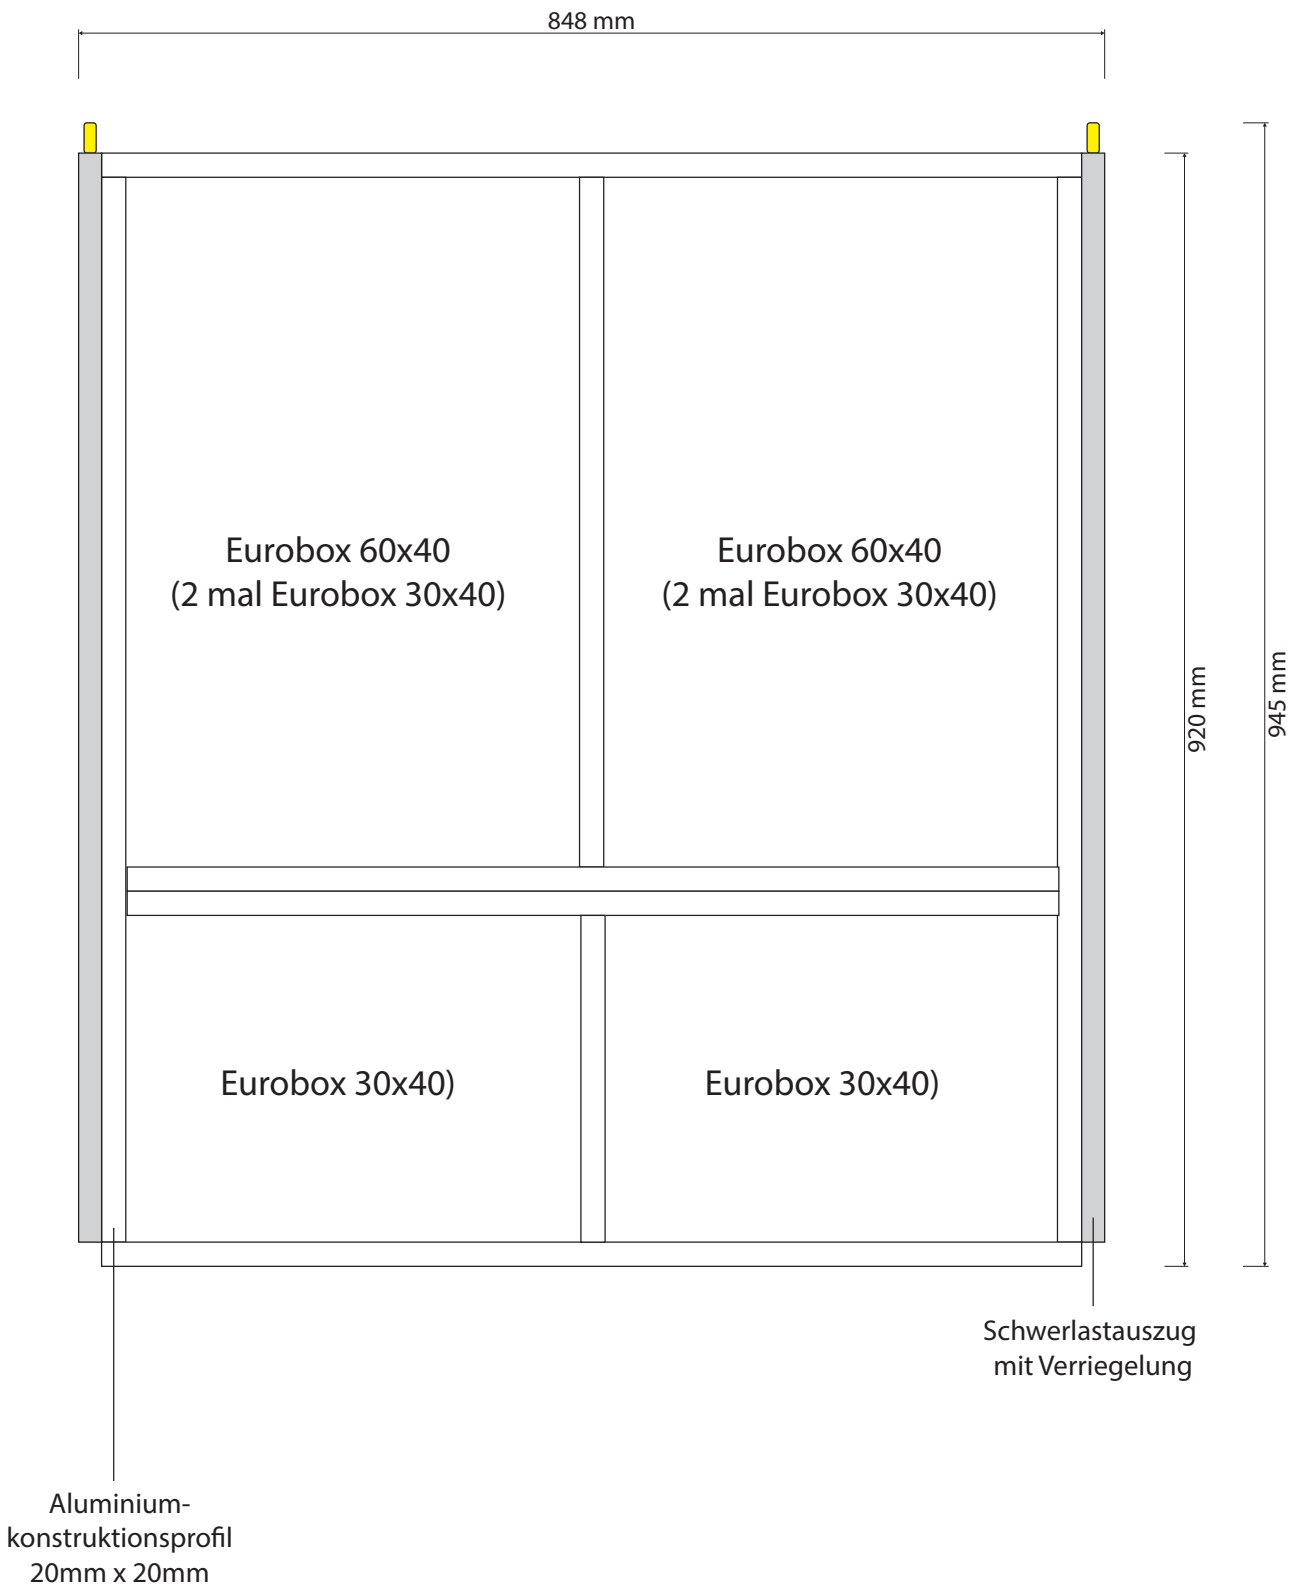 848 mm
Eurobox 60x40
(2 mal Eurobox 30x40)
Eurobox 60x40
(2 mal Eurobox 30x40)
920 mm
945 mm
Eurobox 30x40)
Eurobox 30x40)
Schwerlastauszug
mit Verriegelung
Aluminium-
konstruktionsprofil
20mm x 20mm